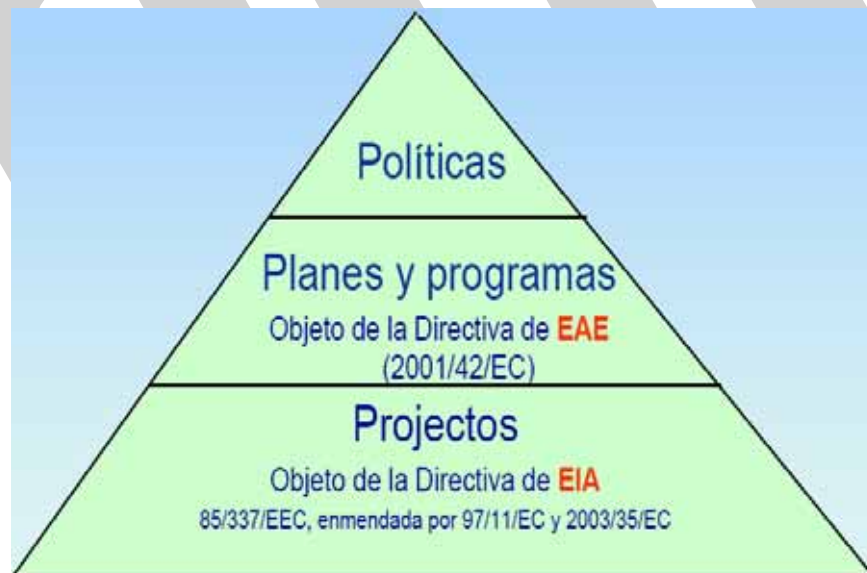 Políticas
Planes y programas
Objeto de la Directiva de EAE
(2001/42/EC)
Projectos
Objeto de la Directiva de EIA
85/337/EEC, enmendada por 97/11/EC y 2003/35/EC